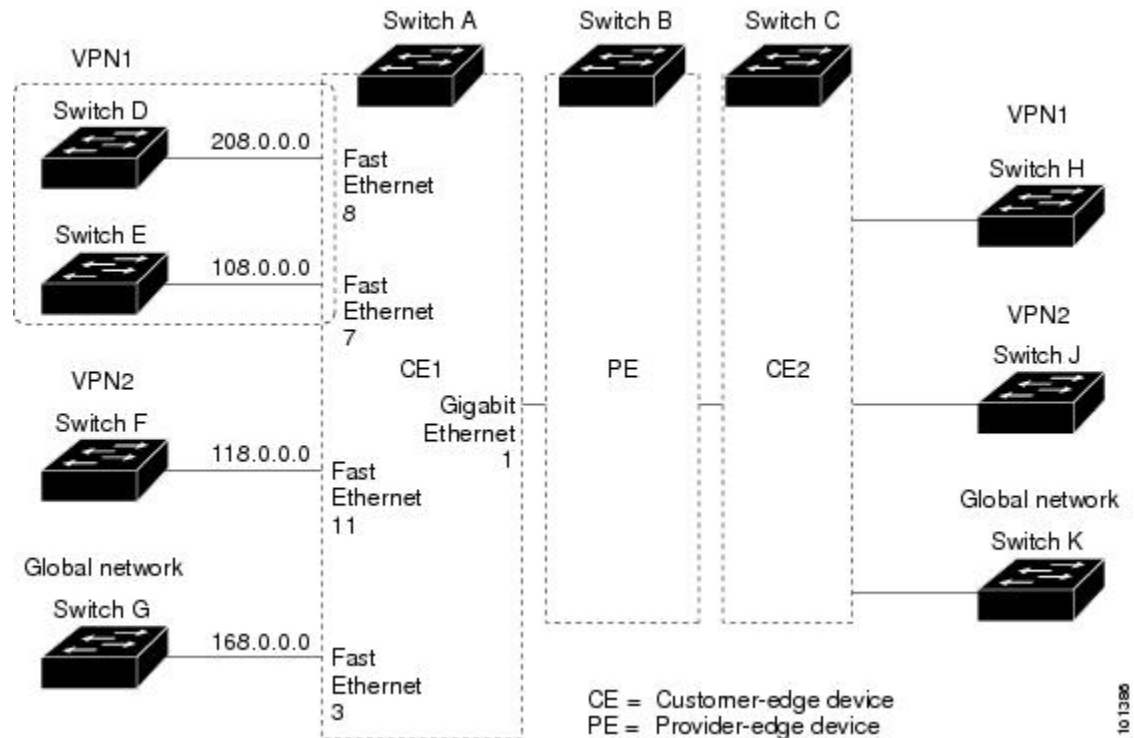 Switch A
Switch B
Switch C
VPN1
Switch D
208.0.0.0
Fast
Ethernet
8
Switch E
108.0.0.0
Fast
Ethernet
7
VPN2
Switch F
118.0.0.0
Fast
Ethernet
11
Global network
Switch G
168.0.0.0
Fast
Ethernet
3
CE1
Gigabit
Ethernet
1
PE
CE2
VPN1
Switch H
VPN2
Switch J
Global network
Switch K
CE = Customer-edge device
PE = Provider-edge device
101386